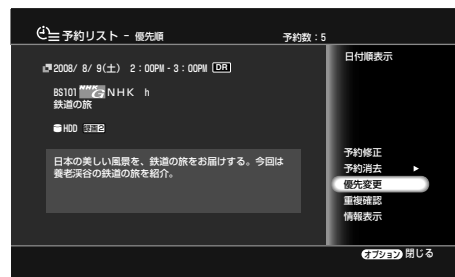 予約リスト - 優先順
予約数：5
2008/ 8/ 9(土) 2：00PM - 3：00PM DR
BS101 NHK G NHK h
鉄道の旅
HDD
日本の美しい風景を、鉄道の旅をお届けする。今回は
養老渓谷の鉄道の旅を紹介。
日付順表示
予約修正
予約消去
優先変更
重複確認
情報表示
オプション 閉じる